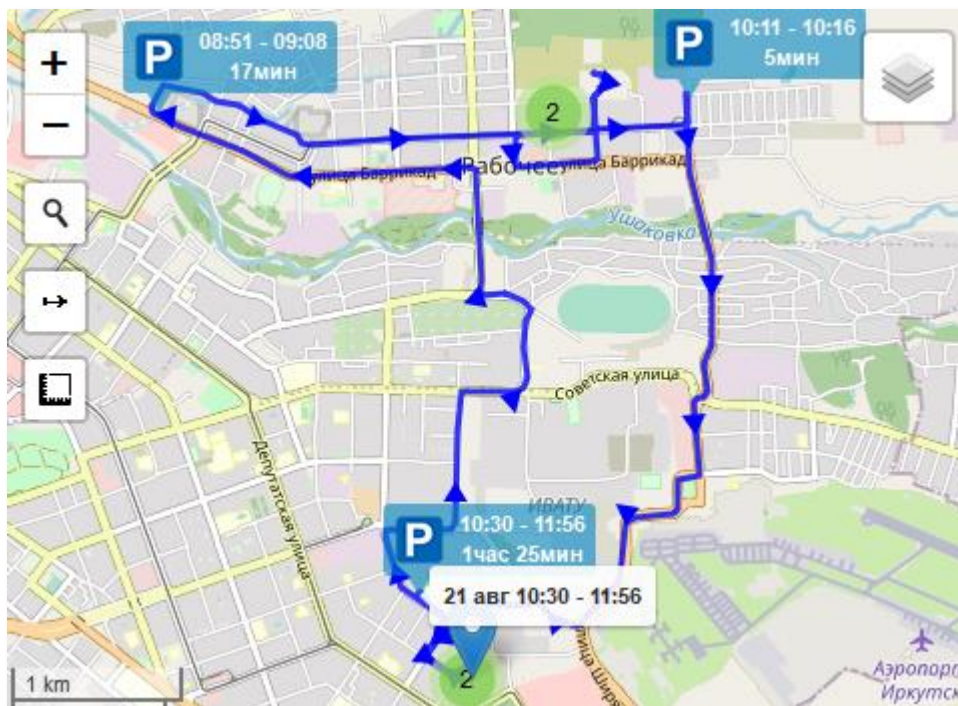 +
P 08:51 - 09:08
17мин
P 10:11 - 10:16
5мин
−
2
Рабочее
улица Баррикад
улица Баррикад
Ушаковка
Советская улица
Депутатская улица
ИВАТУ
P 10:30 - 11:56
1час 25мин
21 авг 10:30 - 11:56
2
Аэропорт
Иркутск
1 km